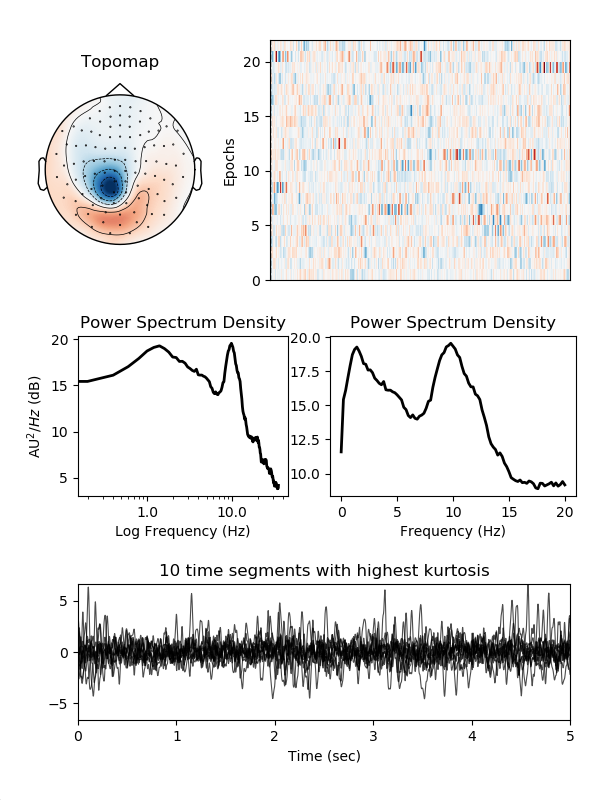 Topomap
Epochs
20
15
10
5
0
Power Spectrum Density
20
15
10
5
AU²/Hz (dB)
1.0 10.0
Log Frequency (Hz)
Power Spectrum Density
20.0
17.5
15.0
12.5
10.0
0 5 10 15 20
Frequency (Hz)
10 time segments with highest kurtosis
5
0
−5
0 1 2 3 4 5
Time (sec)